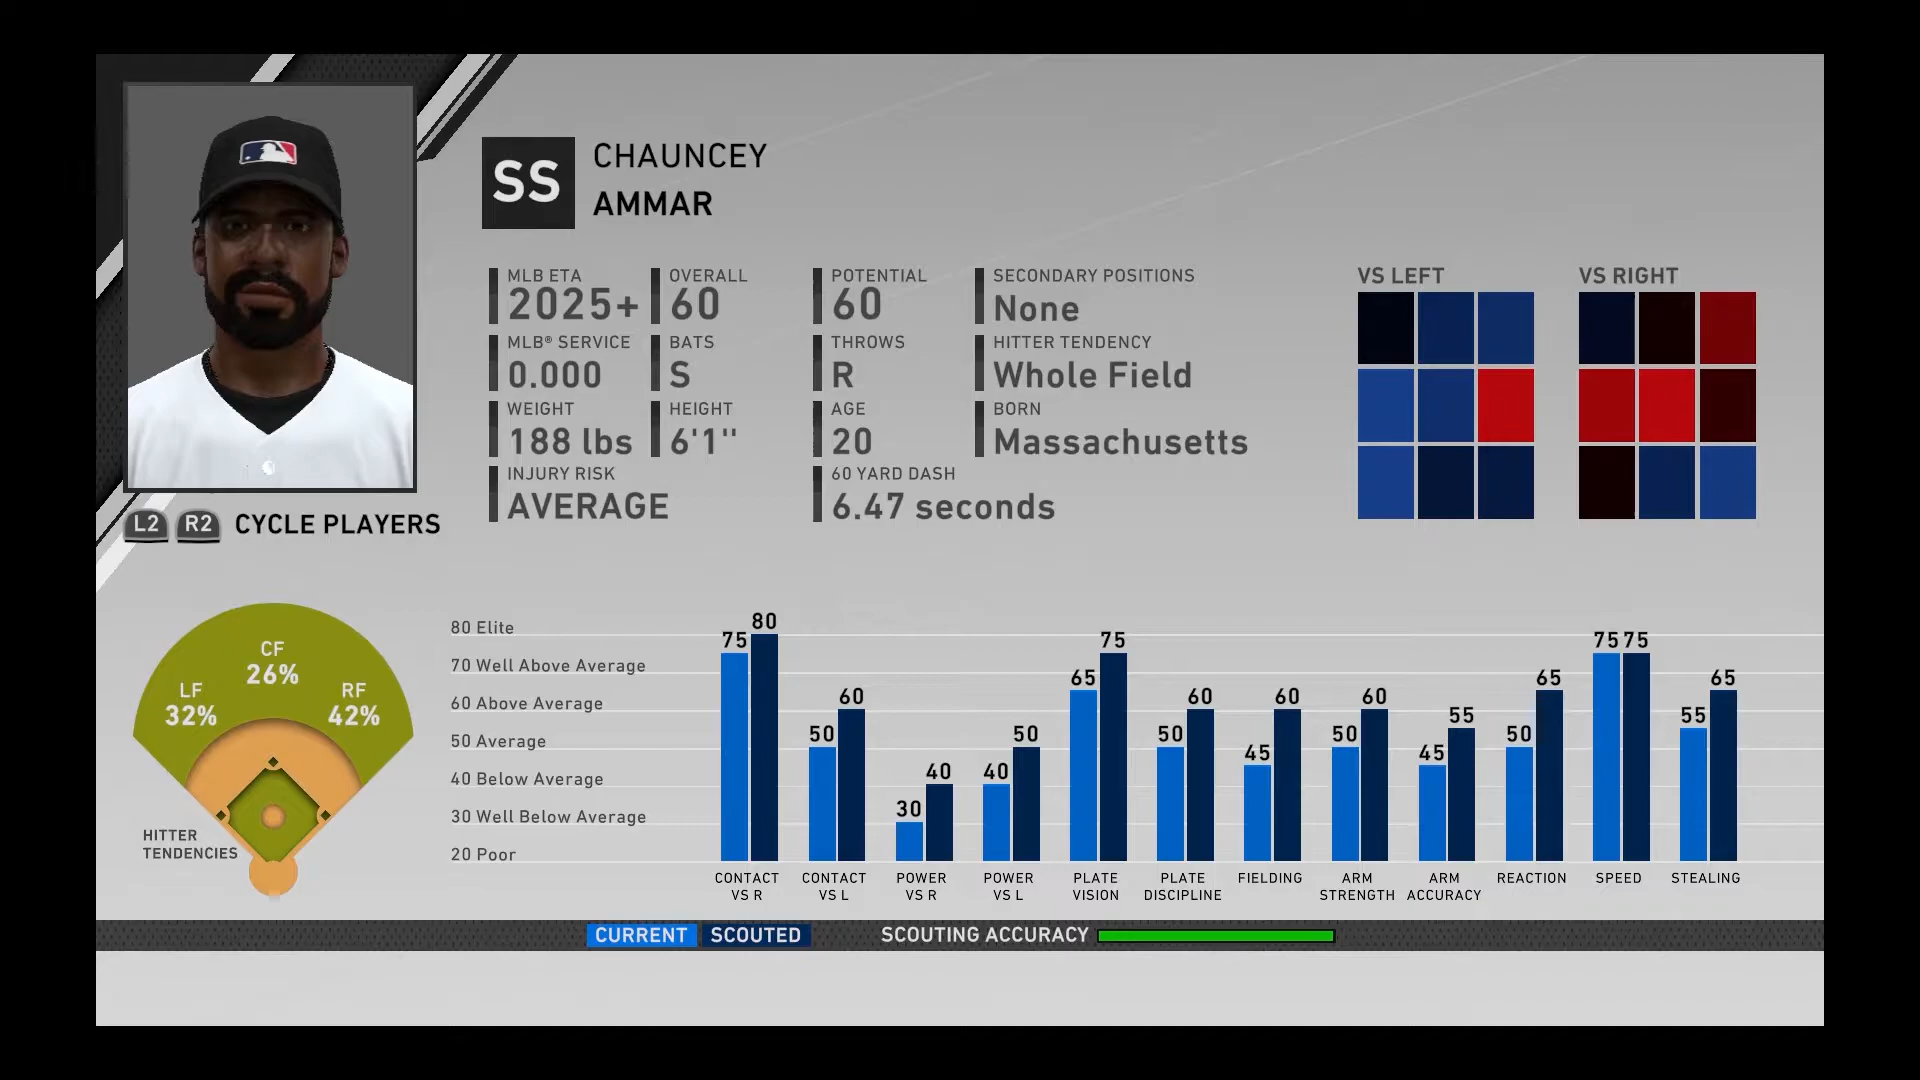 SS
CHAUNCEY
AMMAR
MLB ETA
2025+
OVERALL
60
POTENTIAL
60
SECONDARY POSITIONS
None
MLB® SERVICE
0.000
BATS
S
THROWS
R
HITTER TENDENCY
Whole Field
WEIGHT
188 lbs
HEIGHT
6'1''
AGE
20
BORN
Massachusetts
INJURY RISK
AVERAGE
60 YARD DASH
6.47 seconds
VS LEFT
VS RIGHT
L2 R2 CYCLE PLAYERS
CF
26%
LF
32%
RF
42%
HITTER
TENDENCIES
80 Elite
70 Well Above Average
60 Above Average
50 Average
40 Below Average
30 Well Below Average
20 Poor
75 80
CONTACT
VS R
50 60
CONTACT
VS L
30 40
POWER
VS R
40 50
POWER
VS L
65 75
PLATE
VISION
50 60
PLATE
DISCIPLINE
45 60
FIELDING
50 60
ARM
STRENGTH
45 55
ARM
ACCURACY
50 65
REACTION
75 75
SPEED
55 65
STEALING
CURRENT SCOUTED SCOUTING ACCURACY